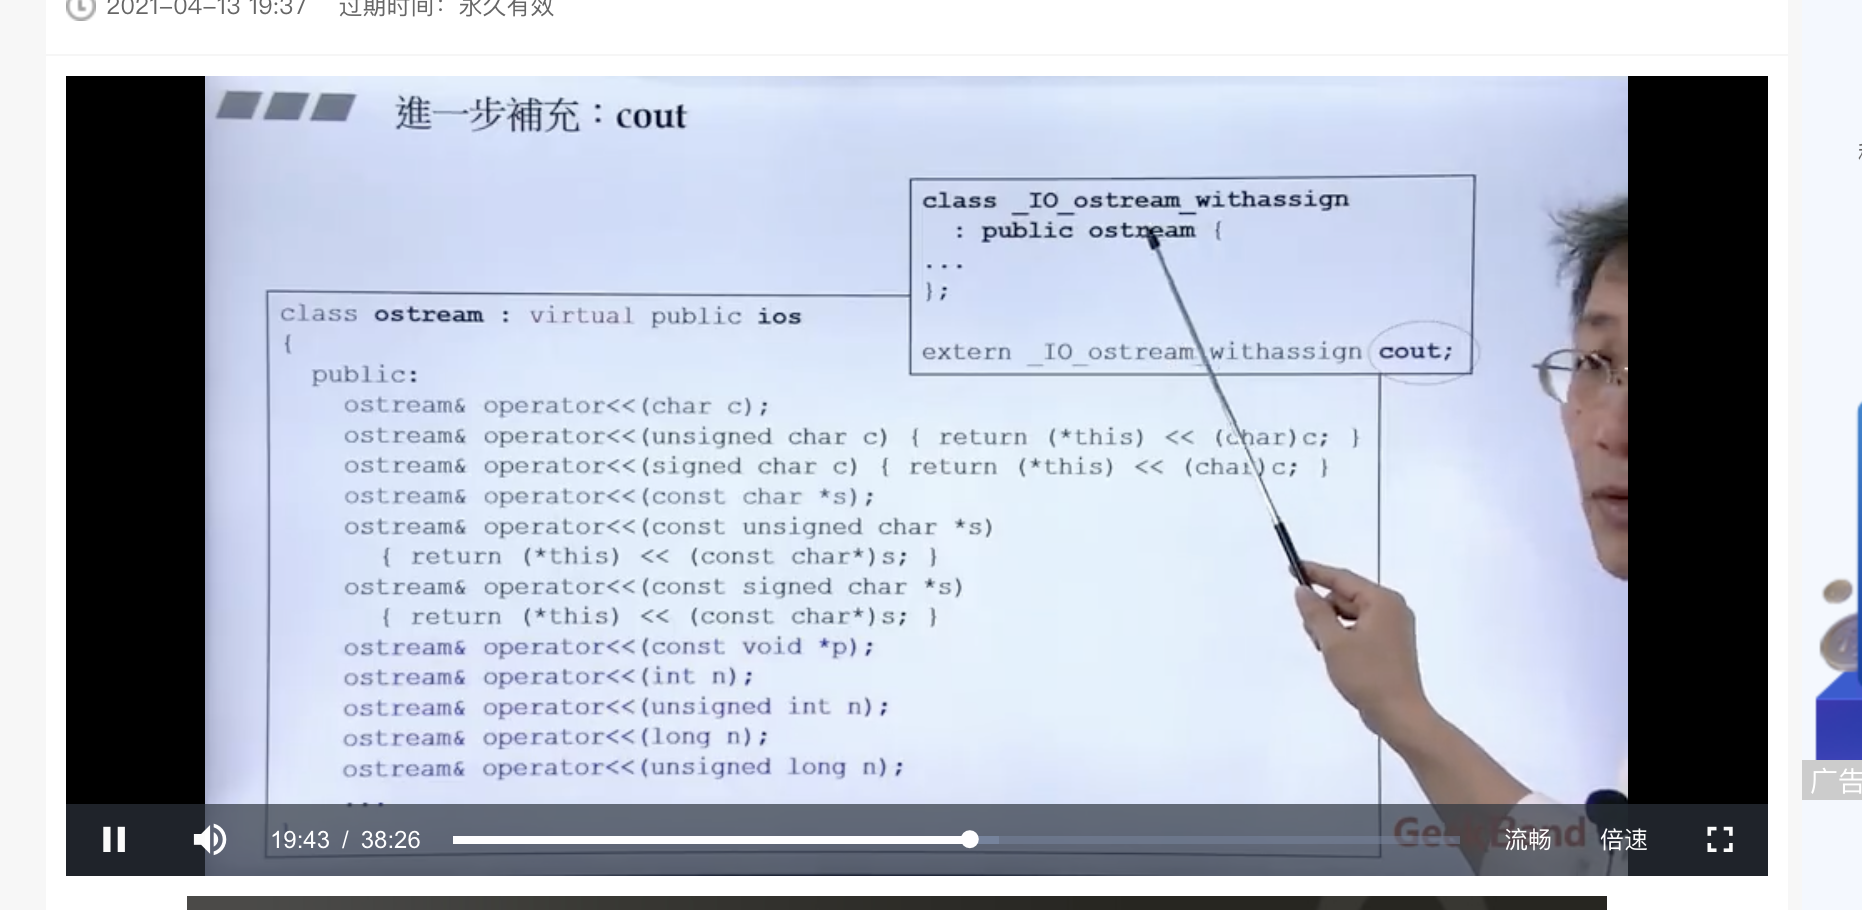 2021-04-13 19:37 过期时间：永久有效
進一步補充：cout
class _IO_ostream_withassign
: public ostream {
...
};
extern _IO_ostream_withassign cout;
class ostream : virtual public ios
{
public:
ostream& operator<<(char c);
ostream& operator<<(unsigned char c) { return (*this) << (char)c; }
ostream& operator<<(signed char c) { return (*this) << (char)c; }
ostream& operator<<(const char *s);
ostream& operator<<(const unsigned char *s)
{ return (*this) << (const char*)s; }
ostream& operator<<(const signed char *s)
{ return (*this) << (const char*)s; }
ostream& operator<<(const void *p);
ostream& operator<<(int n);
ostream& operator<<(unsigned int n);
ostream& operator<<(long n);
ostream& operator<<(unsigned long n);
...
GeekBand
19:43 / 38:26 流畅 倍速
广告